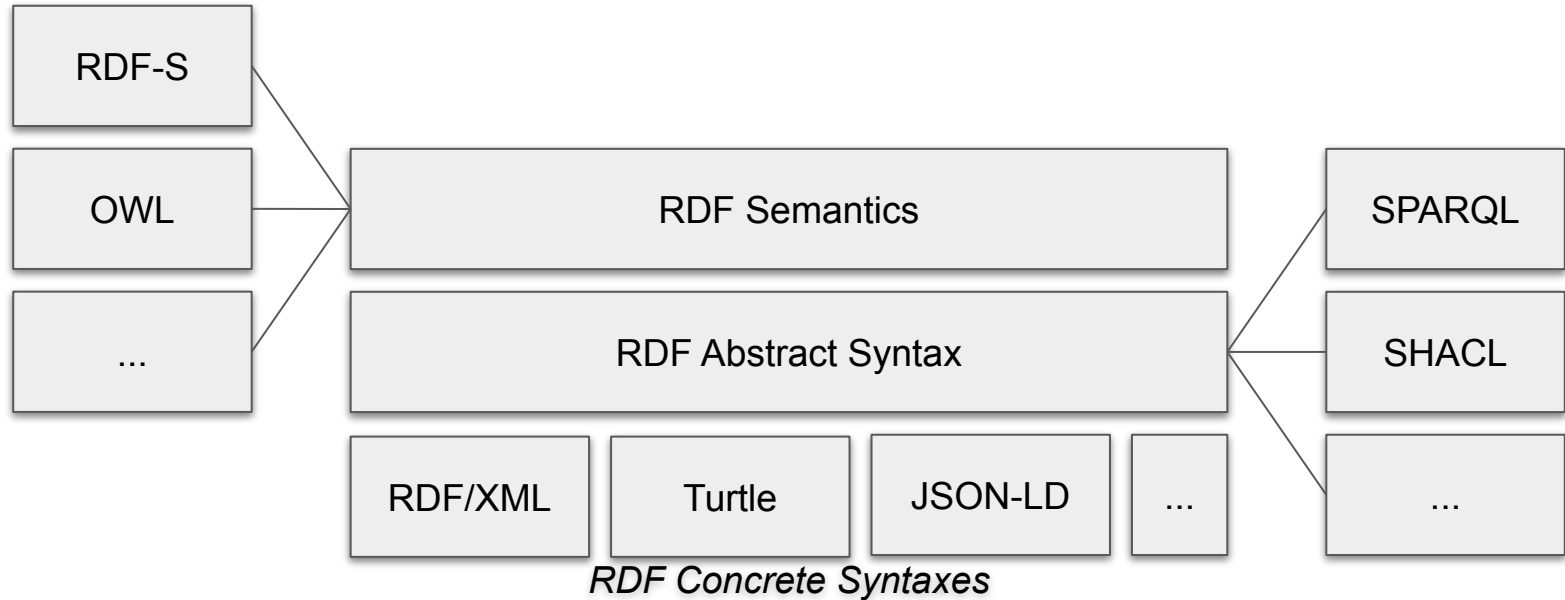 RDF-S
OWL
...
RDF Semantics
RDF Abstract Syntax
SPARQL
SHACL
...
RDF/XML
Turtle
JSON-LD
...
RDF Concrete Syntaxes